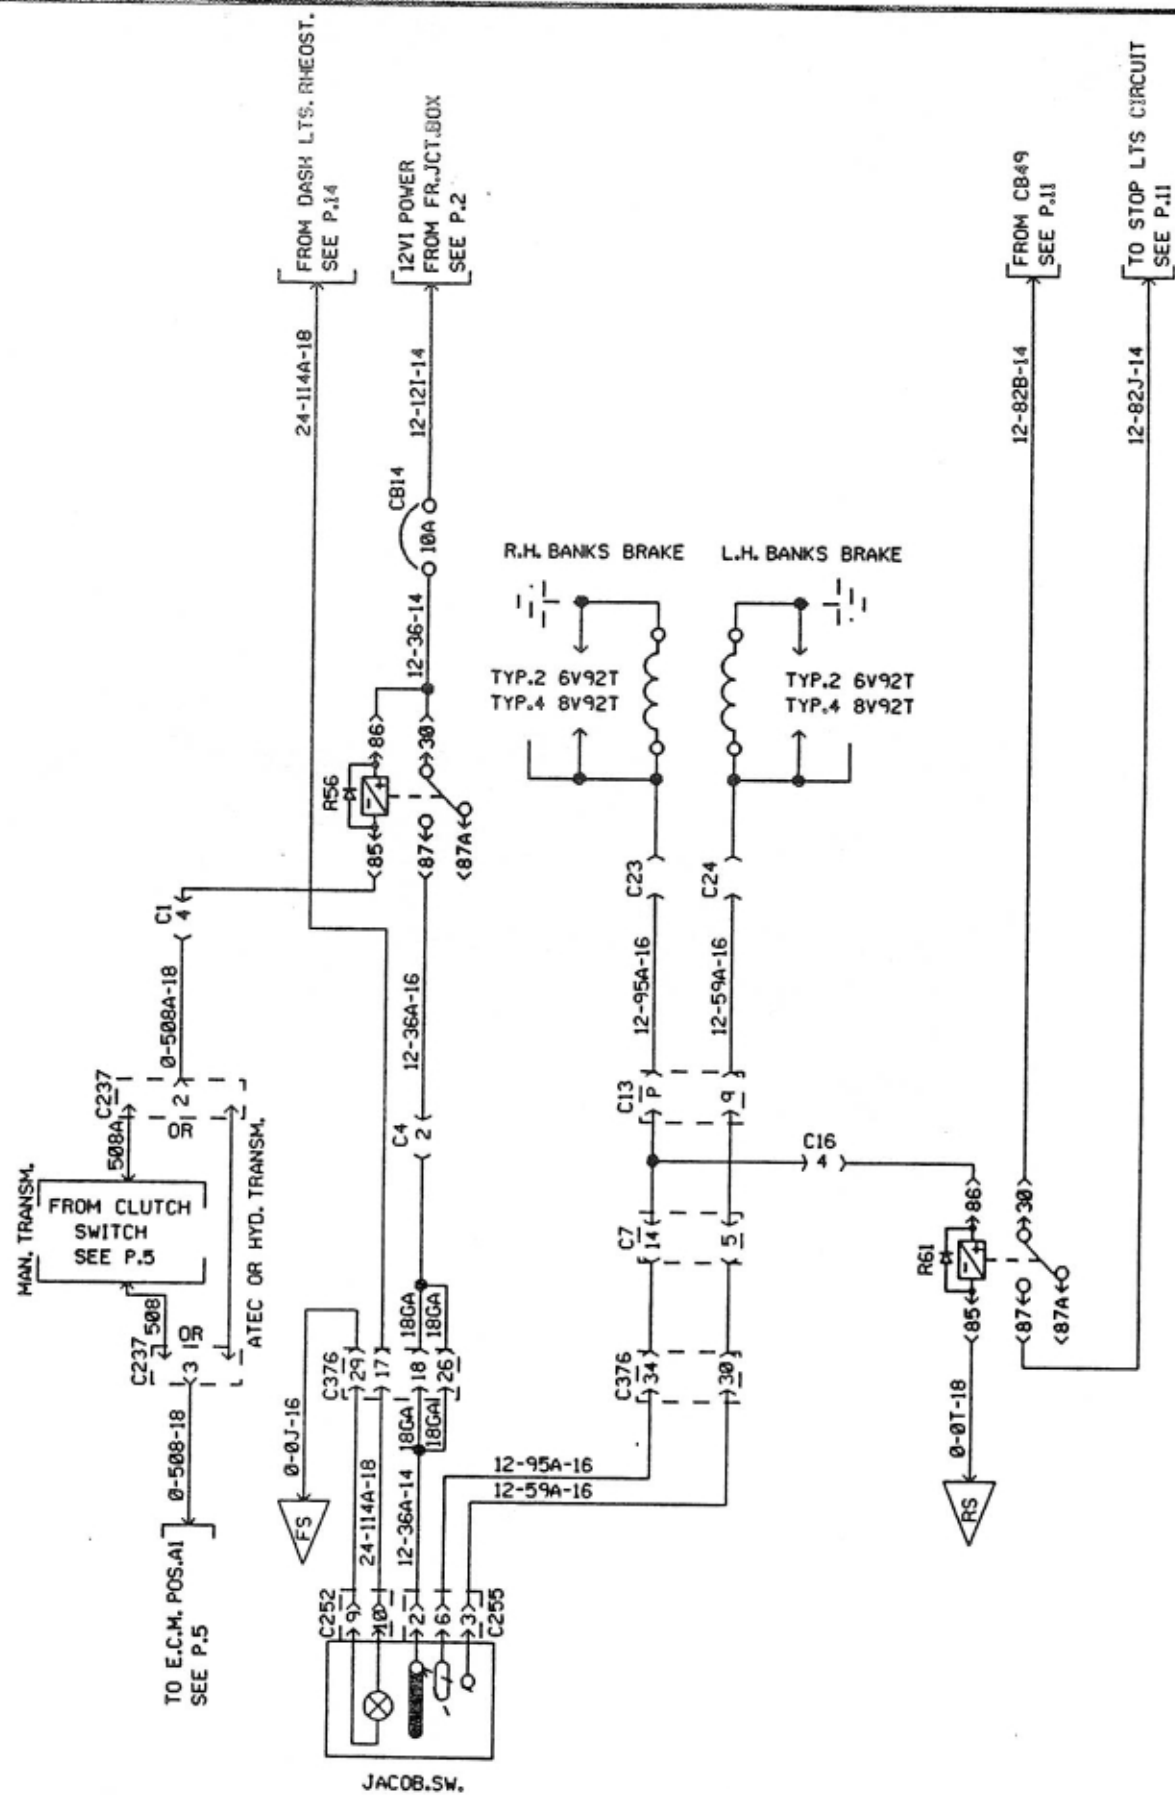 FROM DASH LTS. RHEOST.
SEE P.14
12VI POWER
FROM FR.JCT.BOX
SEE P.2
FROM CB49
SEE P.11
TO STOP LTS CIRCUIT
SEE P.11
24-114A-18
12-12I-14
12-82B-14
12-82J-14
CB14
10A
12-36-14
R.H. BANKS BRAKE
L.H. BANKS BRAKE
TYP.2 6V92T
TYP.4 8V92T
TYP.2 6V92T
TYP.4 8V92T
R56
86
30
85
87
87A
C1
4
0-508A-18
12-36A-16
C23
C24
12-95A-16
12-59A-16
C237
2
508A
OR
MAN. TRANSM.
FROM CLUTCH
SWITCH
SEE P.5
ATEC OR HYD. TRANSM.
C4
2
C13
P
q
C16
4
C7
14
5
R61
86
30
85
87
87A
508
C237
3
OR
18GA
18GA
C376
29
17
18
26
C376
34
30
18GA
18GA
0-508-18
0-0J-16
24-114A-18
12-36A-14
12-95A-16
12-59A-16
0-0T-18
FS
RS
TO E.C.M. POS.A1
SEE P.5
C252
9
10
2
6
3
C255
JACOB.SW.